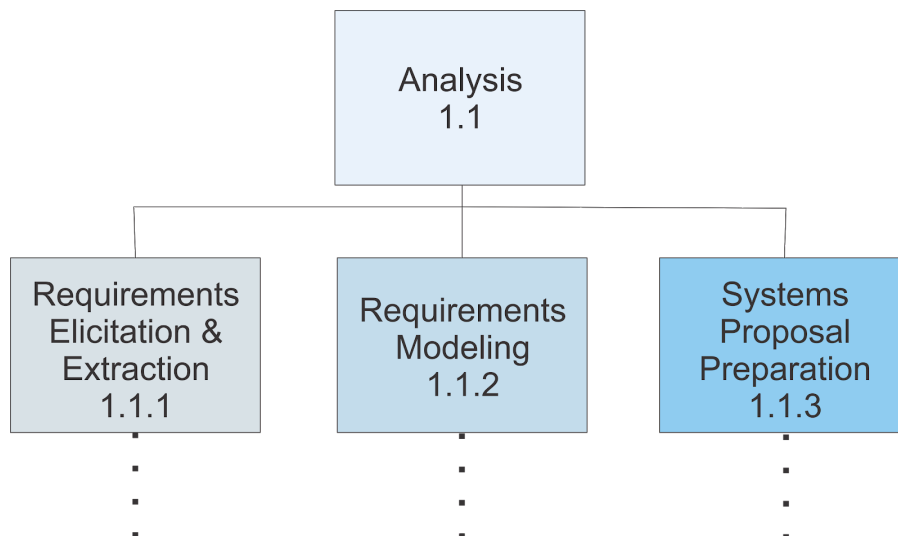 Analysis
1.1
Requirements
Elicitation &
Extraction
1.1.1
Requirements
Modeling
1.1.2
Systems
Proposal
Preparation
1.1.3